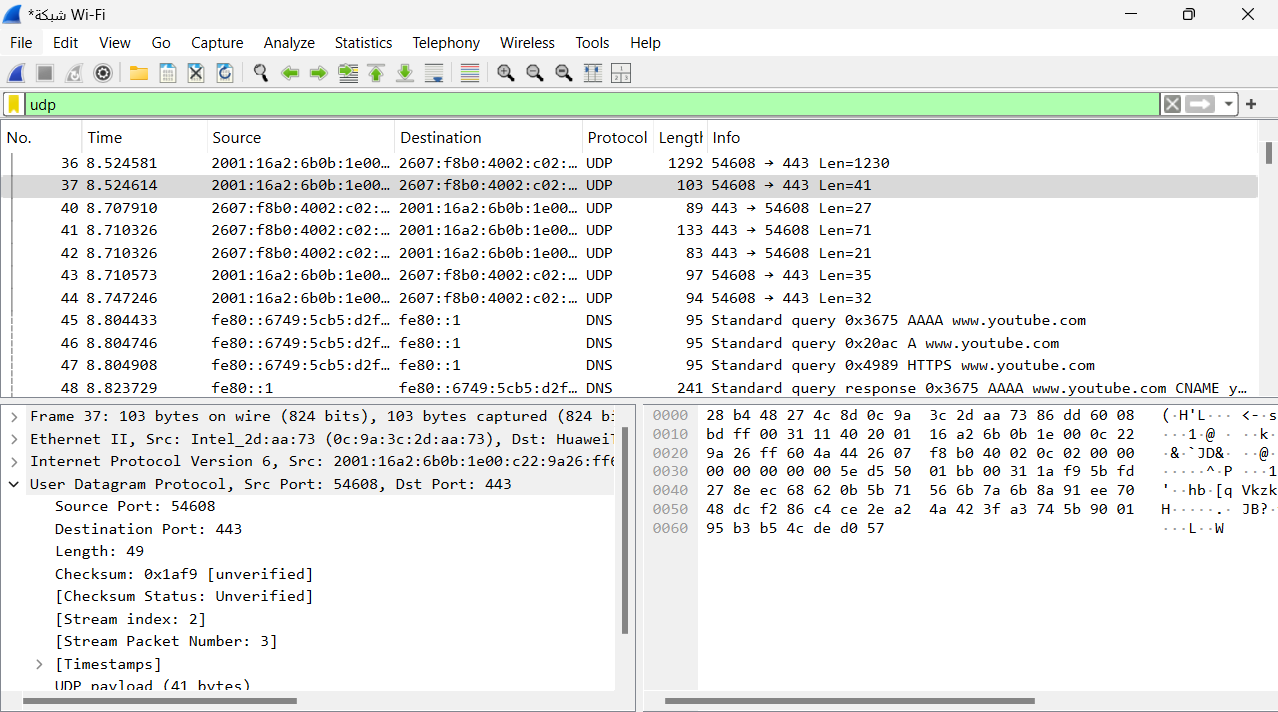 *شبكة Wi-Fi
File Edit View Go Capture Analyze Statistics Telephony Wireless Tools Help
udp
No. Time Source Destination Protocol Length Info
36 8.524581 2001:16a2:6b0b:1e00… 2607:f8b0:4002:c02:… UDP 1292 54608 → 443 Len=1230
37 8.524614 2001:16a2:6b0b:1e00… 2607:f8b0:4002:c02:… UDP 103 54608 → 443 Len=41
40 8.707910 2607:f8b0:4002:c02:… 2001:16a2:6b0b:1e00… UDP 89 443 → 54608 Len=27
41 8.710326 2607:f8b0:4002:c02:… 2001:16a2:6b0b:1e00… UDP 133 443 → 54608 Len=71
42 8.710326 2607:f8b0:4002:c02:… 2001:16a2:6b0b:1e00… UDP 83 443 → 54608 Len=21
43 8.710573 2001:16a2:6b0b:1e00… 2607:f8b0:4002:c02:… UDP 97 54608 → 443 Len=35
44 8.747246 2001:16a2:6b0b:1e00… 2607:f8b0:4002:c02:… UDP 94 54608 → 443 Len=32
45 8.804433 fe80::6749:5cb5:d2f… fe80::1 DNS 95 Standard query 0x3675 AAAA www.youtube.com
46 8.804746 fe80::6749:5cb5:d2f… fe80::1 DNS 95 Standard query 0x20ac A www.youtube.com
47 8.804908 fe80::6749:5cb5:d2f… fe80::1 DNS 95 Standard query 0x4989 HTTPS www.youtube.com
48 8.823729 fe80::1 fe80::6749:5cb5:d2f… DNS 241 Standard query response 0x3675 AAAA www.youtube.com CNAME y…
Frame 37: 103 bytes on wire (824 bits), 103 bytes captured (824 bi
Ethernet II, Src: Intel_2d:aa:73 (0c:9a:3c:2d:aa:73), Dst: HuaweiT
Internet Protocol Version 6, Src: 2001:16a2:6b0b:1e00:c22:9a26:ff6
User Datagram Protocol, Src Port: 54608, Dst Port: 443
Source Port: 54608
Destination Port: 443
Length: 49
Checksum: 0x1af9 [unverified]
[Checksum Status: Unverified]
[Stream index: 2]
[Stream Packet Number: 3]
[Timestamps]
UDP payload (41 bytes)
0000 28 b4 48 27 4c 8d 0c 9a 3c 2d aa 73 86 dd 60 08 (·H'L··· <-·s
0010 bd ff 00 31 11 40 20 01 16 a2 6b 0b 1e 00 0c 22 ···1·@ · ··k·
0020 9a 26 ff 60 4a 44 26 07 f8 b0 40 02 0c 02 00 00 ·&·`JD&· ··@·
0030 00 00 00 00 00 5e d5 50 01 bb 00 31 1a f9 5b fd ·····^·P ···1
0040 27 8e ec 68 62 0b 5b 71 56 6b 7a 6b 8a 91 ee 70 '··hb·[q Vkzk
0050 48 dc f2 86 c4 ce 2e a2 4a 42 3f a3 74 5b 90 01 H·····.· JB?·
0060 95 b3 b5 4c de d0 57 ···L··W